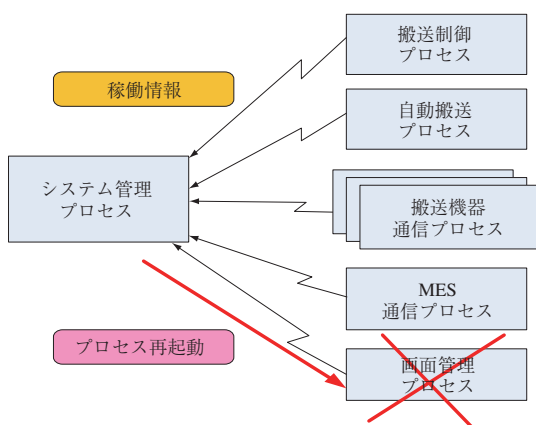 搬送制御
プロセス
稼働情報
自動搬送
プロセス
システム管理
プロセス
搬送機器
通信プロセス
MES
通信プロセス
プロセス再起動
画面管理
プロセス